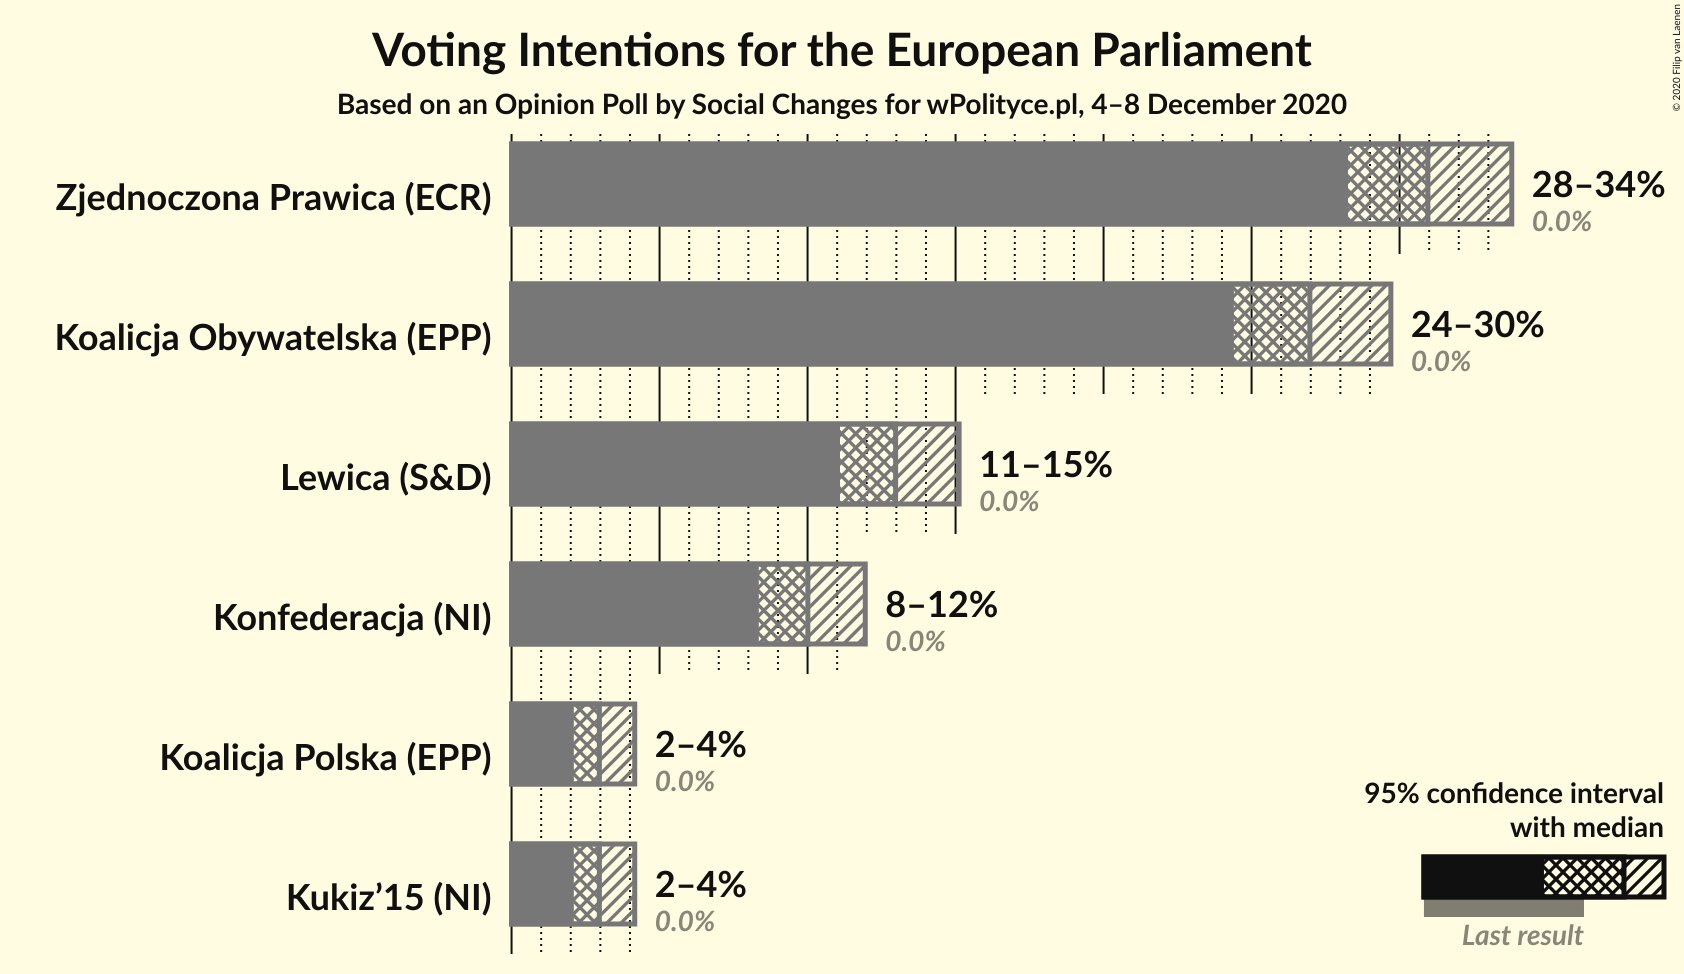 Voting Intentions for the European Parliament
Based on an Opinion Poll by Social Changes for wPolityce.pl, 4–8 December 2020
© 2020 Filip van Laenen
Zjednoczona Prawica (ECR)
28–34%
0.0%
Koalicja Obywatelska (EPP)
24–30%
0.0%
Lewica (S&D)
11–15%
0.0%
Konfederacja (NI)
8–12%
0.0%
Koalicja Polska (EPP)
2–4%
0.0%
Kukiz’15 (NI)
2–4%
0.0%
95% confidence interval
with median
Last result